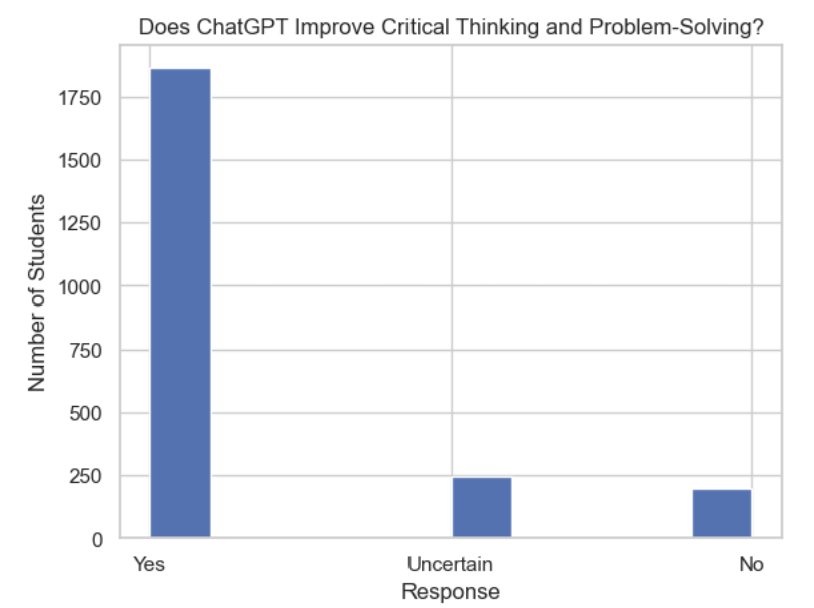 Does ChatGPT Improve Critical Thinking and Problem-Solving?
Number of Students
1750
1500
1250
1000
750
500
250
0
Yes Uncertain No
Response